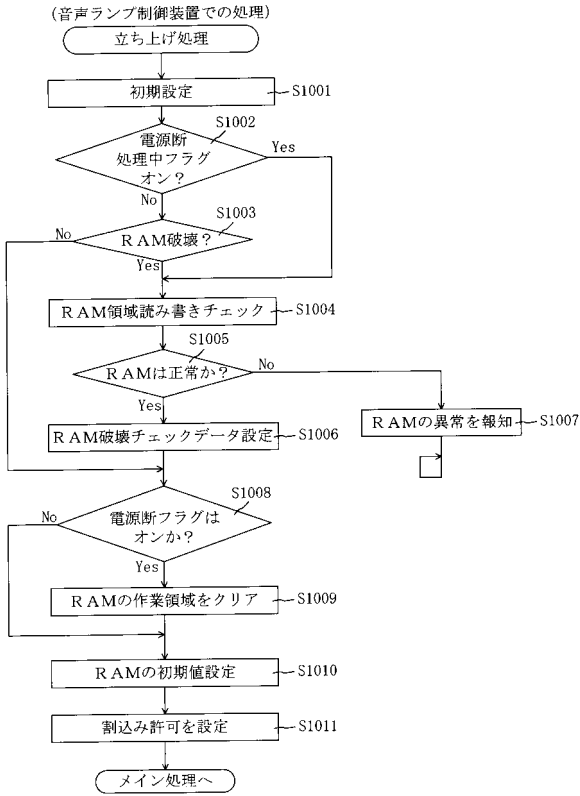 (音声ランプ制御装置での処理)
立ち上げ処理
初期設定
S1001
S1002
電源断
処理中フラグ
オン？
Yes
No
S1003
No
ＲＡＭ破壊？
Yes
ＲＡＭ領域読み書きチェック
S1004
S1005
ＲＡＭは正常か？
No
Yes
ＲＡＭの異常を報知
S1007
ＲＡＭ破壊チェックデータ設定
S1006
S1008
No
電源断フラグは
オンか？
Yes
ＲＡＭの作業領域をクリア
S1009
ＲＡＭの初期値設定
S1010
割込み許可を設定
S1011
メイン処理へ